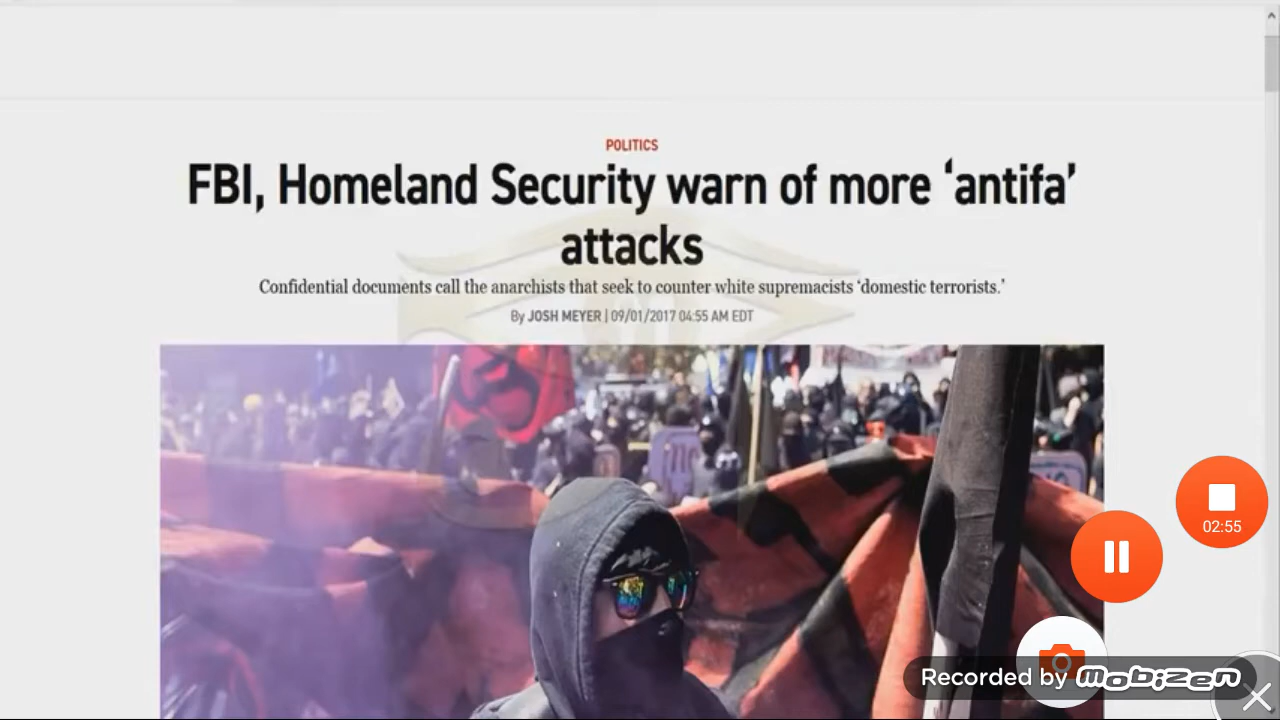 POLITICS
FBI, Homeland Security warn of more ‘antifa’
attacks
Confidential documents call the anarchists that seek to counter white supremacists ‘domestic terrorists.’
By JOSH MEYER | 09/01/2017 04:55 AM EDT
02:55
Recorded by mobizen